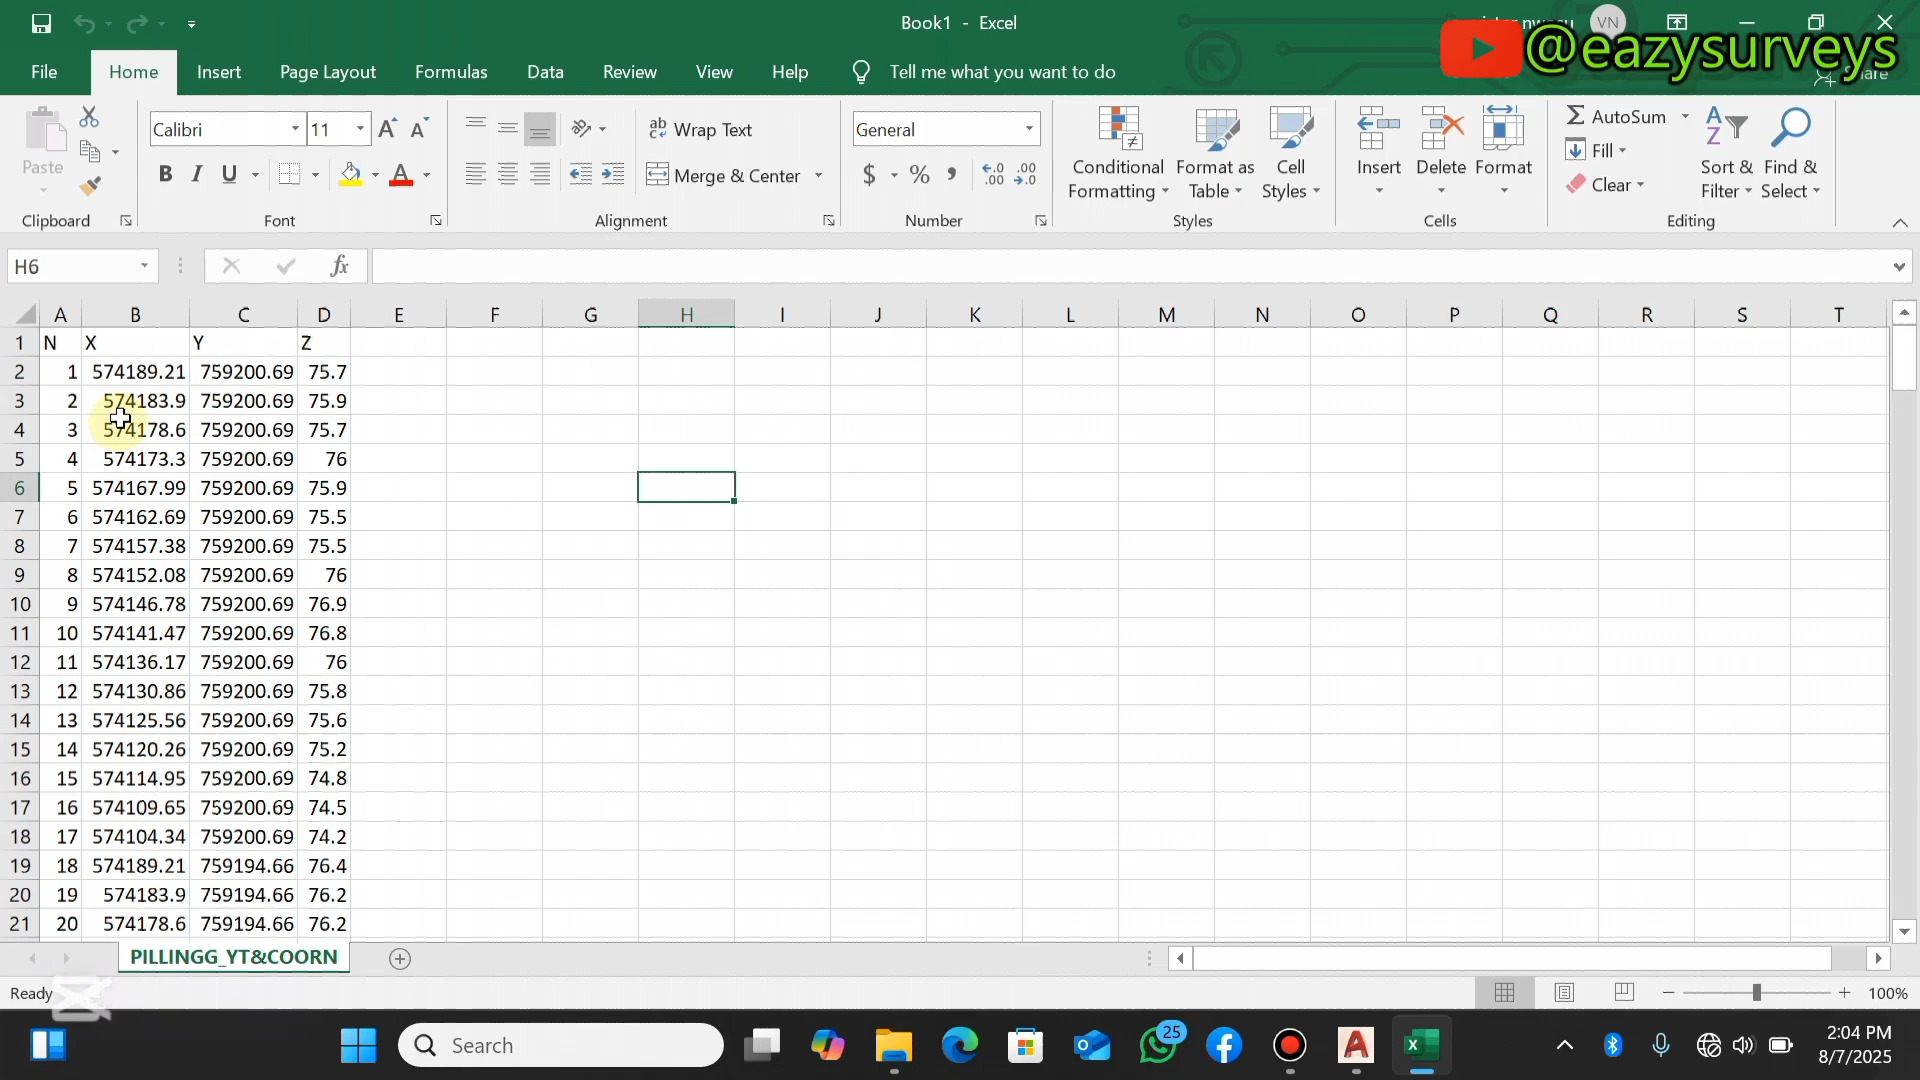 Book1 - Excel
VN
@eazysurveys
File Home Insert Page Layout Formulas Data Review View Help Tell me what you want to do
Calibri 11
Wrap Text
General
AutoSum
Paste
Fill
B I U
Merge & Center
$ %
Conditional Formatting
Format as Table
Cell Styles
Insert Delete Format
Clear
Sort & Filter
Find & Select
Clipboard Font Alignment Number Styles Cells Editing
H6 fx
A B C D E F G H I J K L M N O P Q R S T
1 N X Y Z
2 1 574189.21 759200.69 75.7
3 2 574183.9 759200.69 75.9
4 3 574178.6 759200.69 75.7
5 4 574173.3 759200.69 76
6 5 574167.99 759200.69 75.9
7 6 574162.69 759200.69 75.5
8 7 574157.38 759200.69 75.5
9 8 574152.08 759200.69 76
10 9 574146.78 759200.69 76.9
11 10 574141.47 759200.69 76.8
12 11 574136.17 759200.69 76
13 12 574130.86 759200.69 75.8
14 13 574125.56 759200.69 75.6
15 14 574120.26 759200.69 75.2
16 15 574114.95 759200.69 74.8
17 16 574109.65 759200.69 74.5
18 17 574104.34 759200.69 74.2
19 18 574189.21 759194.66 76.4
20 19 574183.9 759194.66 76.2
21 20 574178.6 759194.66 76.2
PILLINGG_YT&COORN
Ready
100%
Search
25
2:04 PM
8/7/2025